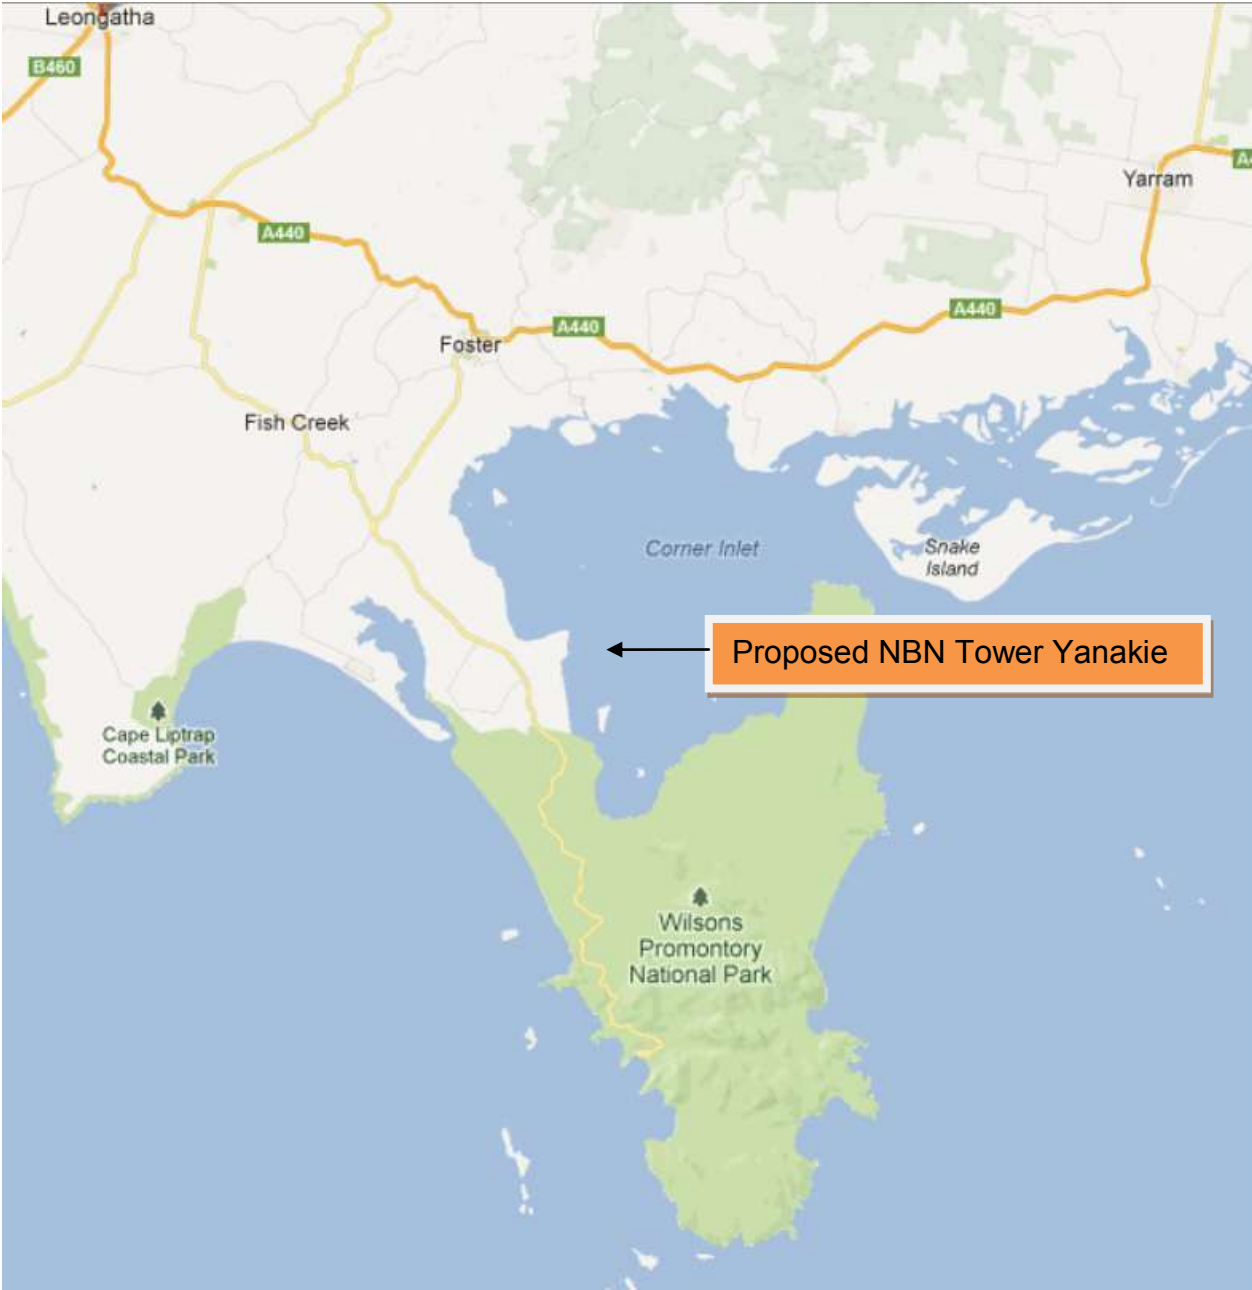 Leongatha
B460
Yarram
A440
A440
A440
Foster
Fish Creek
Corner Inlet
Snake
Island
Proposed NBN Tower Yanakie
Cape Liptrap
Coastal Park
Wilsons
Promontory
National Park